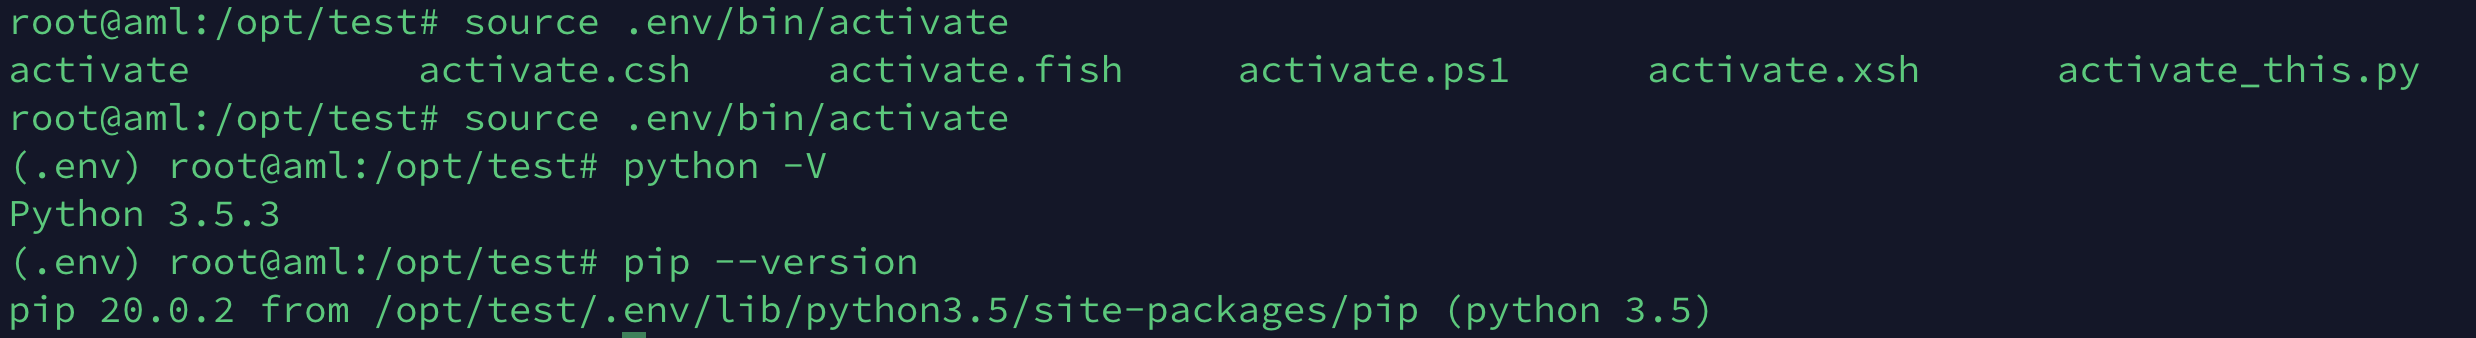 root@aml:/opt/test# source .env/bin/activate
activate activate.csh activate.fish activate.ps1 activate.xsh activate_this.py
root@aml:/opt/test# source .env/bin/activate
(.env) root@aml:/opt/test# python -V
Python 3.5.3
(.env) root@aml:/opt/test# pip --version
pip 20.0.2 from /opt/test/.env/lib/python3.5/site-packages/pip (python 3.5)